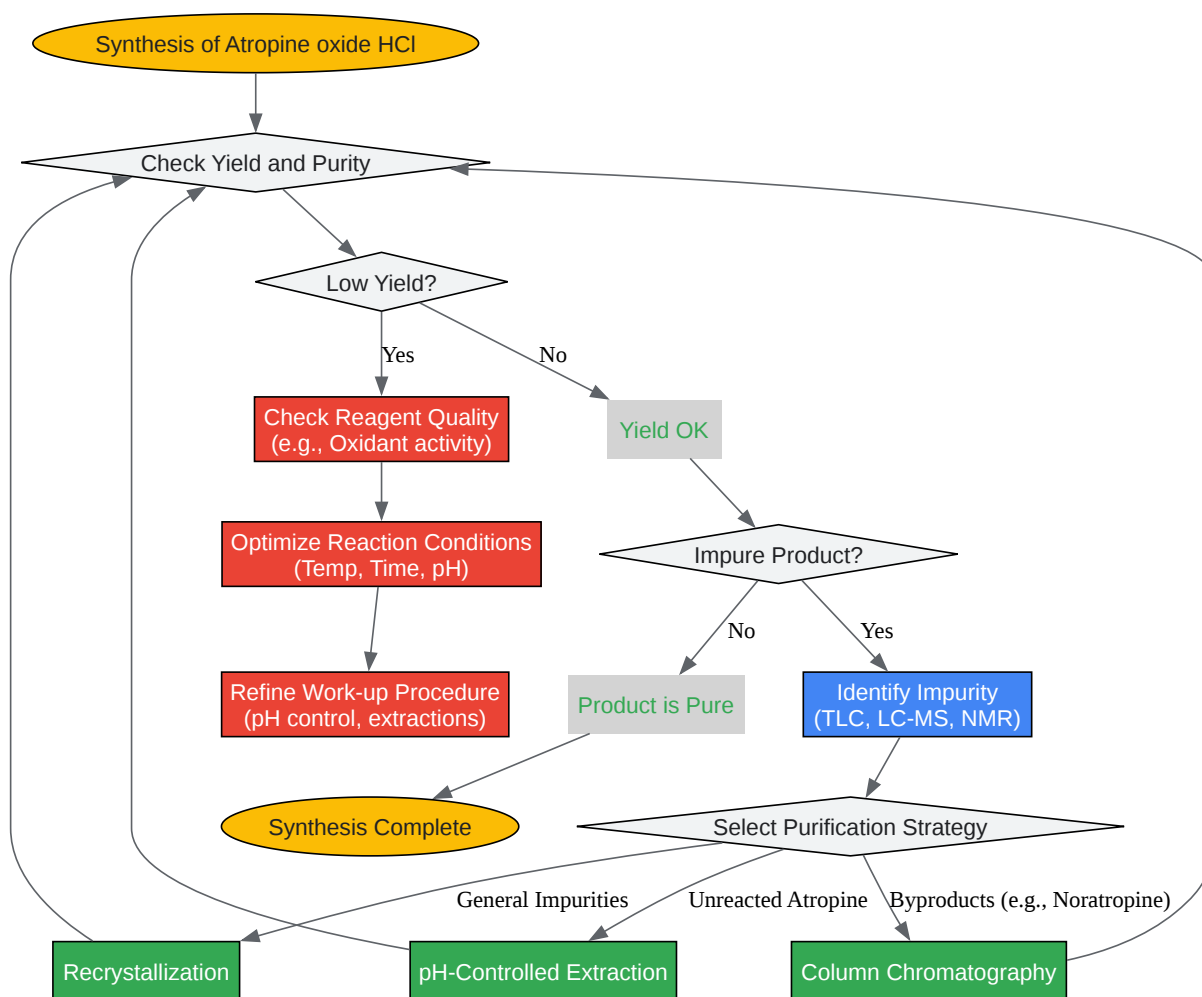 Synthesis of Atropine oxide HCl
Check Yield and Purity
Low Yield?
Yes
No
Check Reagent Quality
(e.g., Oxidant activity)
Yield OK
Optimize Reaction Conditions
(Temp, Time, pH)
Impure Product?
No
Yes
Refine Work-up Procedure
(pH control, extractions)
Product is Pure
Identify Impurity
(TLC, LC-MS, NMR)
Synthesis Complete
Select Purification Strategy
General Impurities
Unreacted Atropine
Byproducts (e.g., Noratropine)
Recrystallization
pH-Controlled Extraction
Column Chromatography